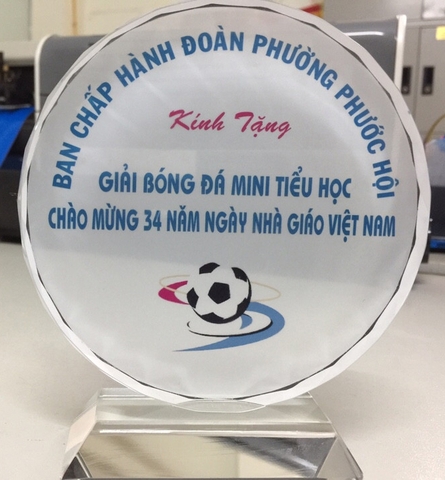 BAN CHẤP HÀNH ĐOÀN PHƯỜNG PHƯỚC HỘI
Kính Tặng
GIẢI BÓNG ĐÁ MINI TIỂU HỌC
CHÀO MỪNG 34 NĂM NGÀY NHÀ GIÁO VIỆT NAM